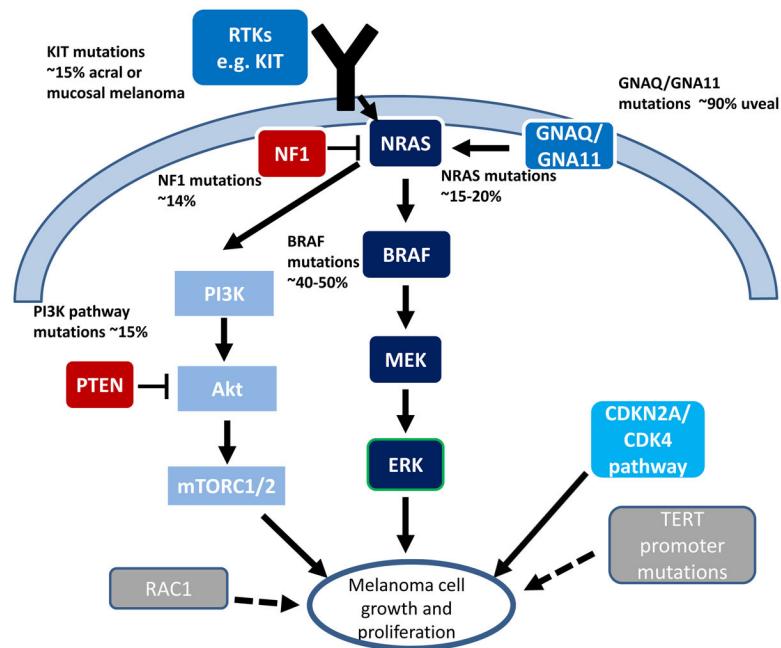 RTKs
e.g. KIT
KIT mutations
~15% acral or
mucosal melanoma
GNAQ/GNA11
mutations ~90% uveal
NF1
NRAS
GNAQ/
GNA11
NF1 mutations
~14%
NRAS mutations
~15-20%
BRAF
mutations
~40-50%
BRAF
PI3K
PI3K pathway
mutations ~15%
PTEN
Akt
MEK
mTORC1/2
ERK
CDKN2A/
CDK4
pathway
TERT
promoter
mutations
RAC1
Melanoma cell
growth and
proliferation